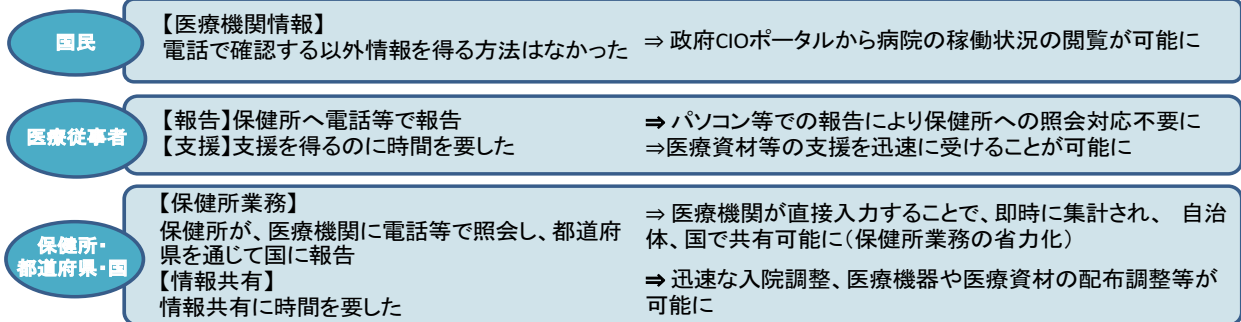 国民
【医療機関情報】
電話で確認する以外情報を得る方法はなかった
⇒ 政府CIOポータルから病院の稼働状況の閲覧が可能に
医療従事者
【報告】保健所へ電話等で報告
【支援】支援を得るのに時間を要した
⇒ パソコン等での報告により保健所への照会対応不要に
⇒医療資材等の支援を迅速に受けることが可能に
保健所・
都道府県・国
【保健所業務】
保健所が、医療機関に電話等で照会し、都道府
県を通じて国に報告
【情報共有】
情報共有に時間を要した
⇒ 医療機関が直接入力することで、即時に集計され、 自治
体、国で共有可能に(保健所業務の省力化)
⇒ 迅速な入院調整、医療機器や医療資材の配布調整等が
可能に